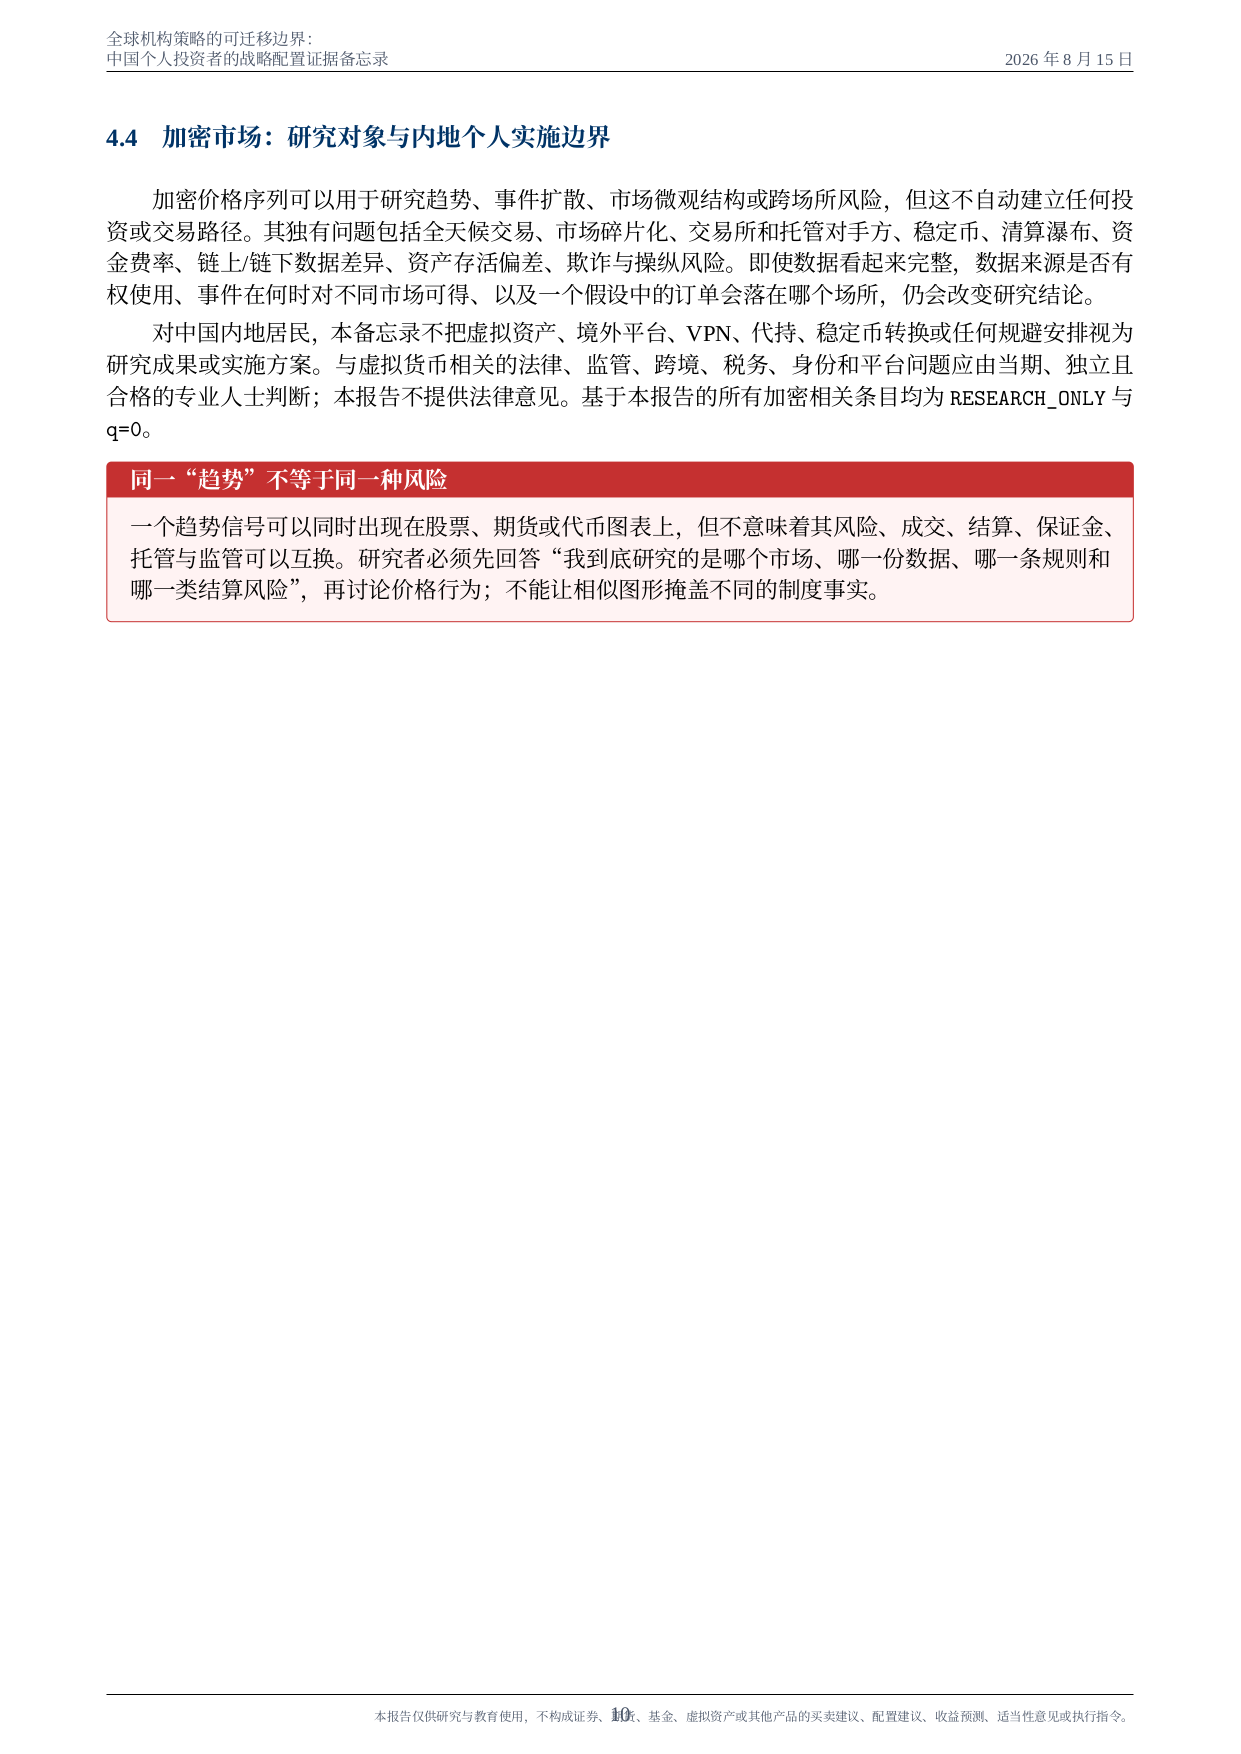 全球机构策略的可迁移边界：
中国个人投资者的战略配置证据备忘录
2026 年 8 月 15 日
4.4 加密市场：研究对象与内地个人实施边界
加密价格序列可以用于研究趋势、事件扩散、市场微观结构或跨场所风险，但这不自动建立任何投
资或交易路径。其独有问题包括全天候交易、市场碎片化、交易所和托管对手方、稳定币、清算瀑布、资
金费率、链上/链下数据差异、资产存活偏差、欺诈与操纵风险。即使数据看起来完整，数据来源是否有
权使用、事件在何时对不同市场可得、以及一个假设中的订单会落在哪个场所，仍会改变研究结论。
对中国内地居民，本备忘录不把虚拟资产、境外平台、VPN、代持、稳定币转换或任何规避安排视为
研究成果或实施方案。与虚拟货币相关的法律、监管、跨境、税务、身份和平台问题应由当期、独立且
合格的专业人士判断；本报告不提供法律意见。基于本报告的所有加密相关条目均为 RESEARCH_ONLY 与
q=0。
同一“趋势”不等于同一种风险
一个趋势信号可以同时出现在股票、期货或代币图表上，但不意味着其风险、成交、结算、保证金、
托管与监管可以互换。研究者必须先回答“我到底研究的是哪个市场、哪一份数据、哪一条规则和
哪一类结算风险”，再讨论价格行为；不能让相似图形掩盖不同的制度事实。
本报告仅供研究与教育使用，不构成证券、、基金、虚拟资产或其他产品的买卖建议、配置建议、收益预测、适当性意见或执行指令。
10